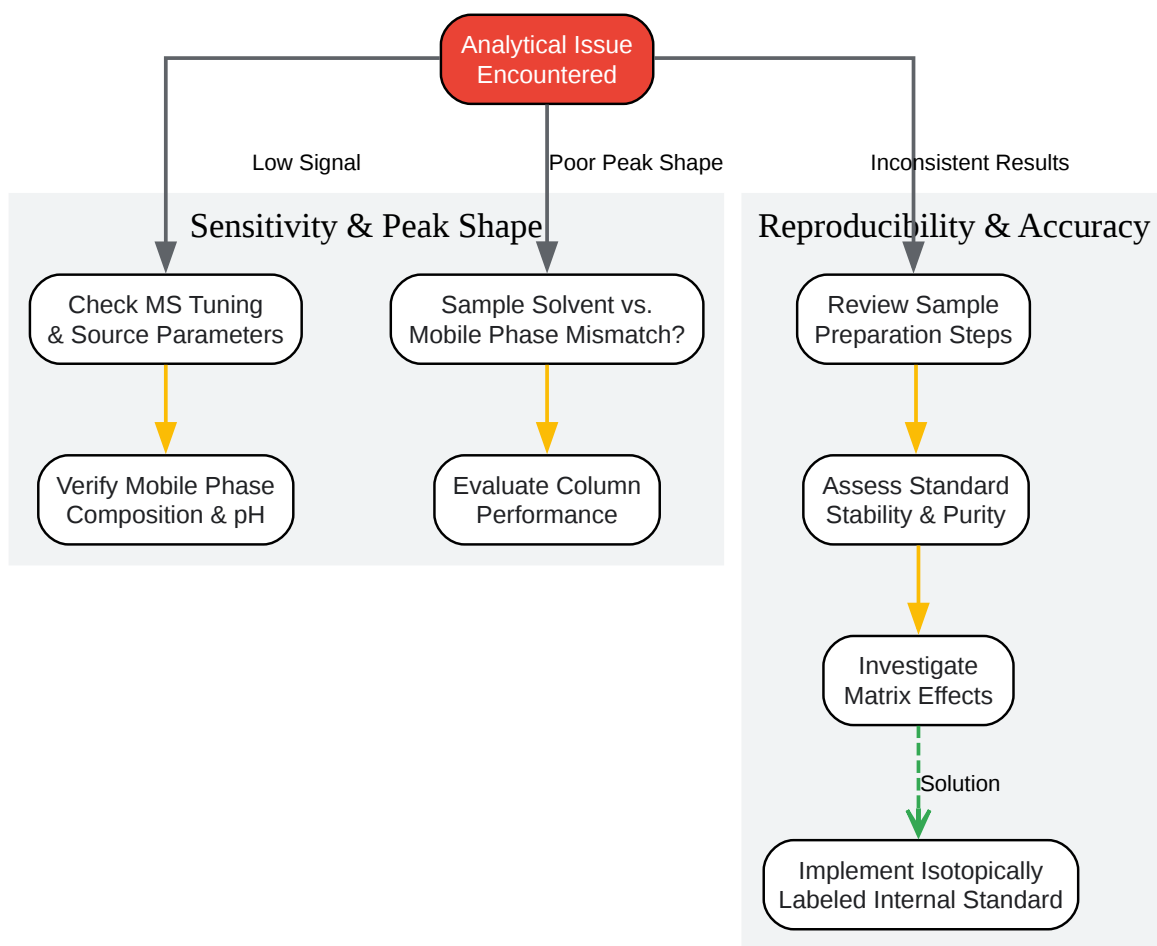 Analytical Issue
Encountered
Low Signal
Poor Peak Shape
Inconsistent Results
Sensitivity & Peak Shape
Reproducibility & Accuracy
Check MS Tuning
& Source Parameters
Sample Solvent vs.
Mobile Phase Mismatch?
Review Sample
Preparation Steps
Verify Mobile Phase
Composition & pH
Evaluate Column
Performance
Assess Standard
Stability & Purity
Investigate
Matrix Effects
Solution
Implement Isotopically
Labeled Internal Standard